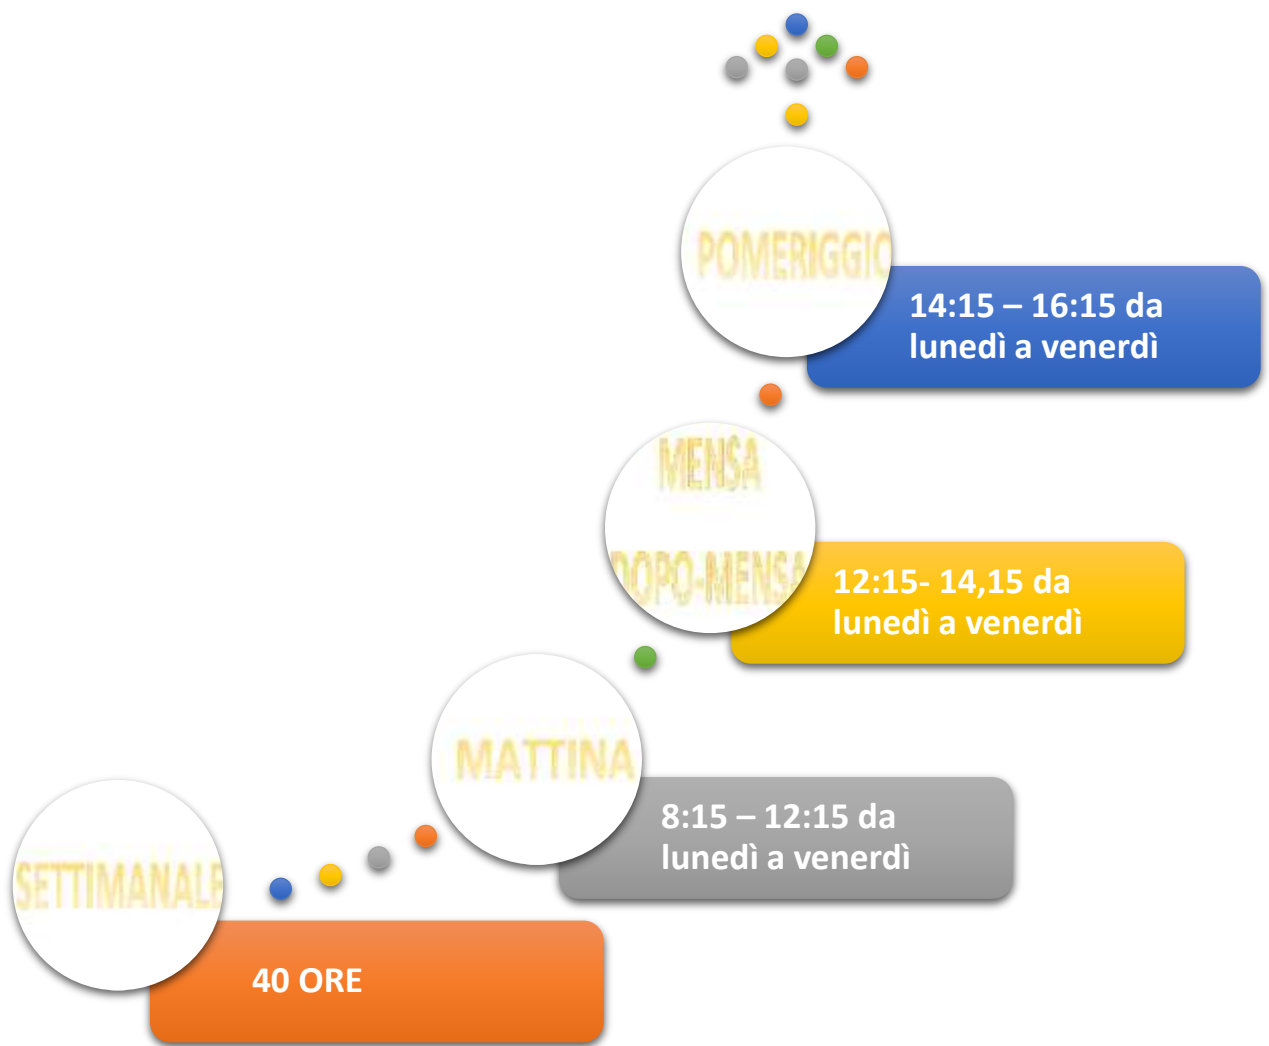 POMERIGGIO
14:15 – 16:15 da
lunedì a venerdì
MENSA
DOPO-MENSA
12:15- 14,15 da
lunedì a venerdì
MATTINA
8:15 – 12:15 da
lunedì a venerdì
SETTIMANALE
40 ORE